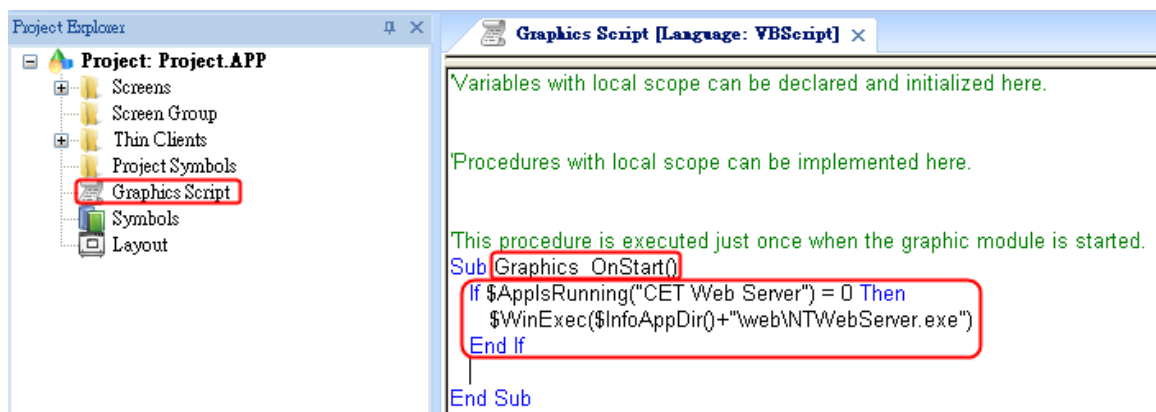 Project Explorer
Project: Project.APP
Screens
Screen Group
Thin Clients
Project Symbols
Graphics Script
Symbols
Layout
Graphics Script [Language: VBScript]
'Variables with local scope can be declared and initialized here.
'Procedures with local scope can be implemented here.
'This procedure is executed just once when the graphic module is started.
Sub Graphics_OnStart()
If $AppIsRunning("CET Web Server") = 0 Then
$WinExec($InfoAppDir()+"\web\NTWebServer.exe")
End If
End Sub